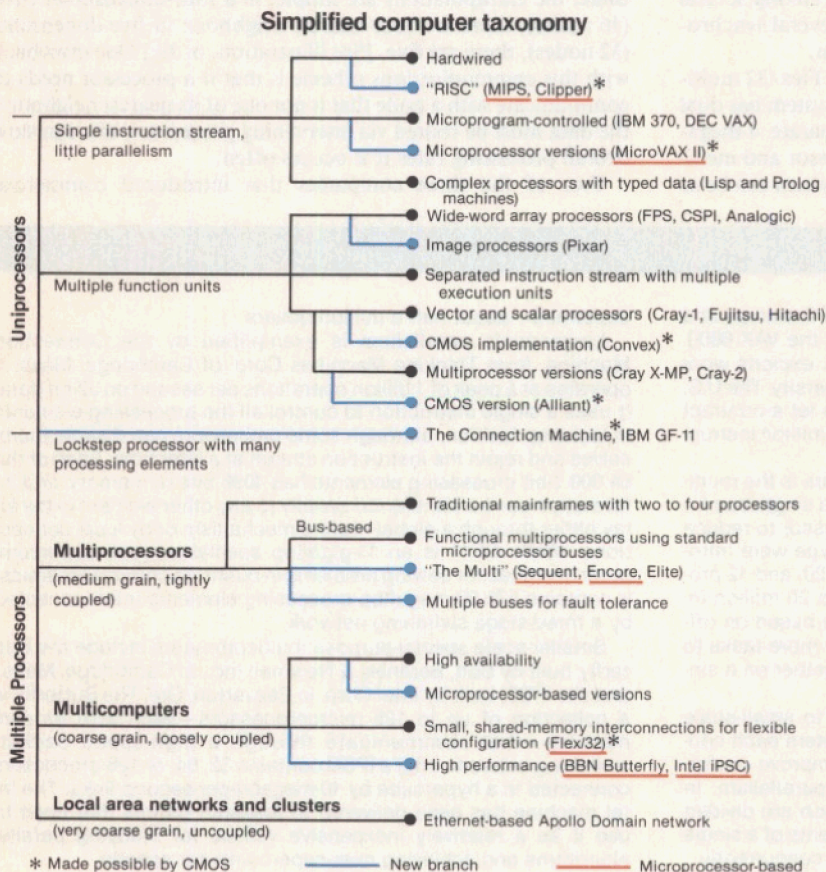 Simplified computer taxonomy
Hardwired
"RISC" (MIPS, Clipper)*
Single instruction stream,
little parallelism
Microprogram-controlled (IBM 370, DEC VAX)
Microprocessor versions (MicroVAX II)*
Complex processors with typed data (Lisp and Prolog
machines)
Uniprocessors
Wide-word array processors (FPS, CSPI, Analogic)
Image processors (Pixar)
Multiple function units
Separated instruction stream with multiple
execution units
Vector and scalar processors (Cray-1, Fujitsu, Hitachi)
CMOS implementation (Convex)*
Multiprocessor versions (Cray X-MP, Cray-2)
CMOS version (Alliant)*
Lockstep processor with many
processing elements
The Connection Machine,* IBM GF-11
Traditional mainframes with two to four processors
Bus-based
Multiprocessors
(medium grain, tightly
coupled)
Functional multiprocessors using standard
microprocessor buses
"The Multi" (Sequent, Encore, Elite)
Multiple buses for fault tolerance
Multiple Processors
High availability
Microprocessor-based versions
Multicomputers
(coarse grain, loosely coupled)
Small, shared-memory interconnections for flexible
configuration (Flex/32)*
High performance (BBN Butterfly, Intel iPSC)
Local area networks and clusters
(very coarse grain, uncoupled)
Ethernet-based Apollo Domain network
* Made possible by CMOS
New branch
Microprocessor-based